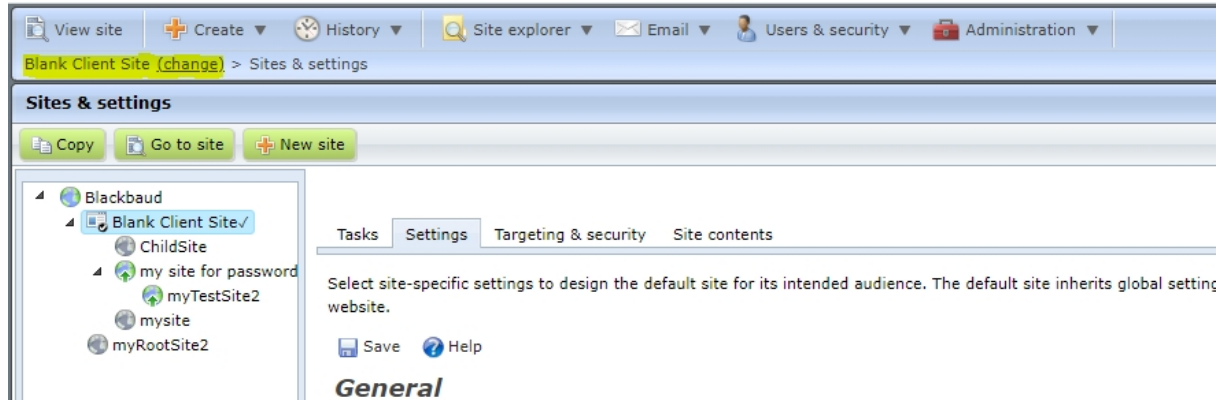 View site Create ▼ History ▼ Site explorer ▼ Email ▼ Users & security ▼ Administration ▼
Blank Client Site (change) > Sites & settings
Sites & settings
Copy Go to site New site
Blackbaud
Blank Client Site✓
ChildSite
my site for password
myTestSite2
mysite
myRootSite2
Tasks Settings Targeting & security Site contents
Select site-specific settings to design the default site for its intended audience. The default site inherits global setting
website.
Save Help
General